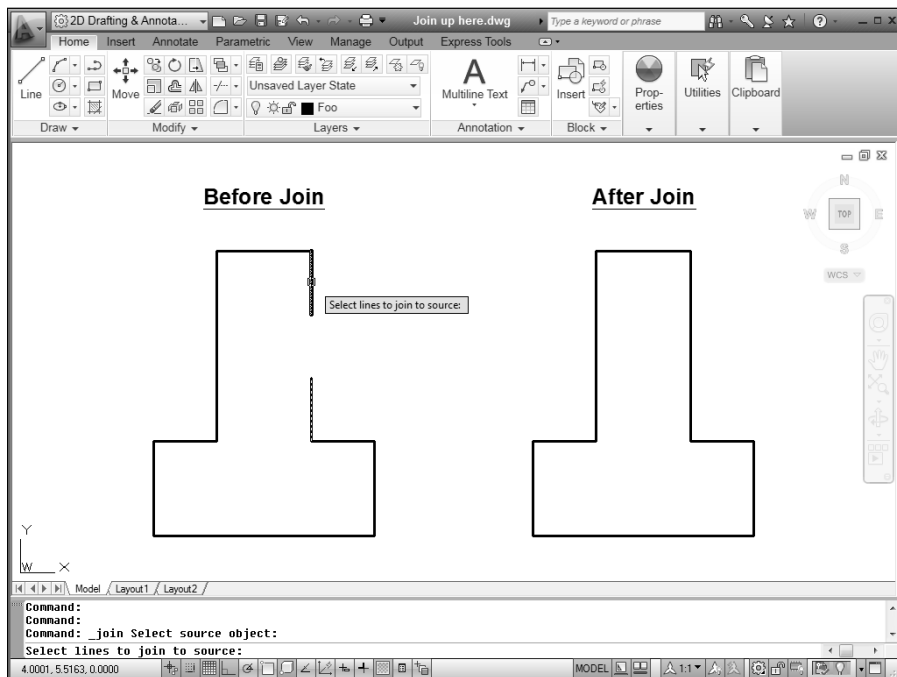 2D Drafting & Annota...
Join up here.dwg
Type a keyword or phrase
Home Insert Annotate Parametric View Manage Output Express Tools
Line
Move
Unsaved Layer State
Foo
A
Multiline Text
Insert
Prop-
erties
Utilities
Clipboard
Draw
Modify
Layers
Annotation
Block
Before Join
After Join
N
W
TOP
E
S
WCS
Select lines to join to source:
Y
W
X
Model Layout1 Layout2
Command:
Command:
Command: _join Select source object:
Select lines to join to source:
4.0001, 5.5163, 0.0000
MODEL
1:1